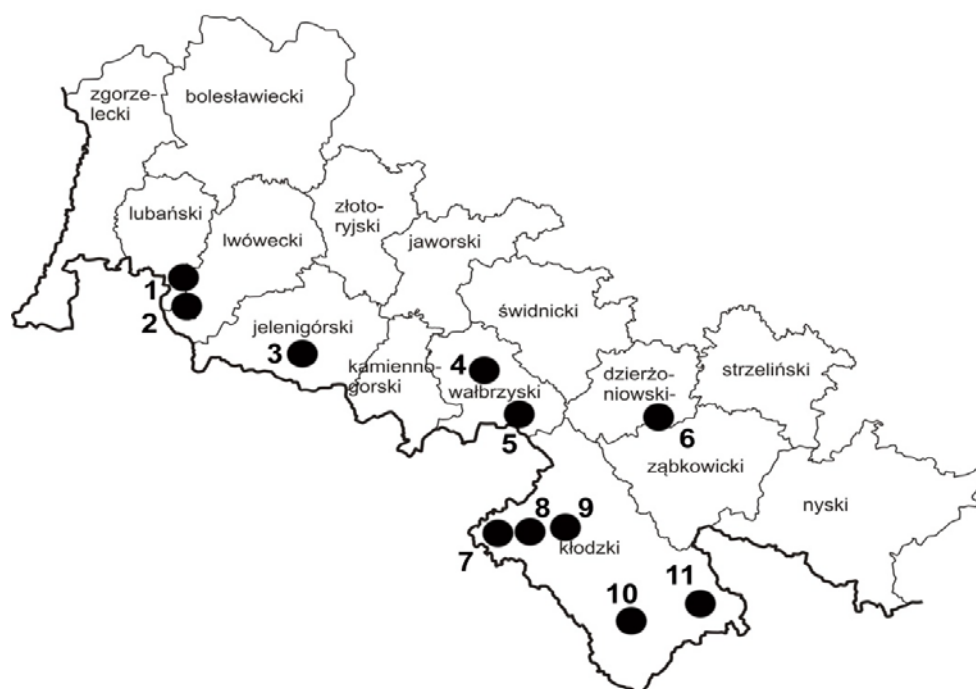 zgorze-
lecki
bolesławiecki
lubański
lwówecki
złoto-
ryjski
jaworski
świdnicki
1
2
jelenigórski
3
kamienno-
gorski
4
wałbrzyski
5
dzierżo-
niowski-
6
strzeliński
ząbkowicki
nyski
7
8
9
kłodzki
10
11